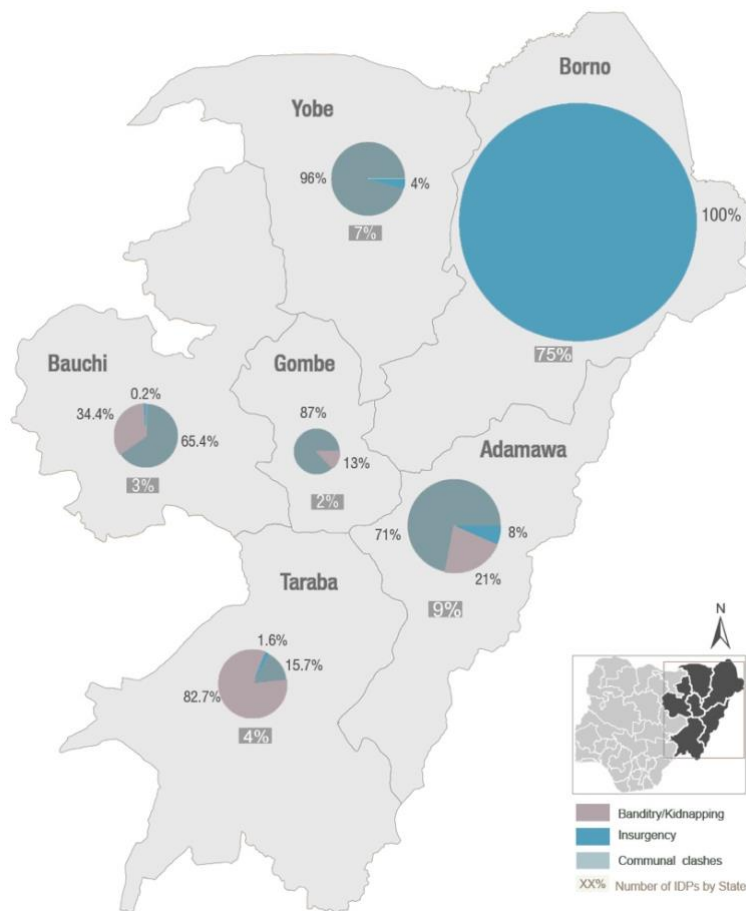 Borno
Yobe
96%
4%
7%
100%
75%
Bauchi
0.2%
34.4%
65.4%
3%
Gombe
87%
13%
2%
Adamawa
71%
8%
21%
9%
Taraba
1.6%
15.7%
82.7%
4%
N
Banditry/Kidnapping
Insurgency
Communal clashes
XX% Number of IDPs by State